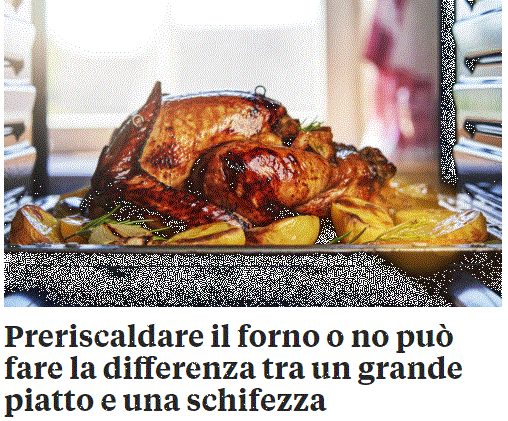 Preriscaldare il forno o no può
fare la differenza tra un grande
piatto e una schifezza